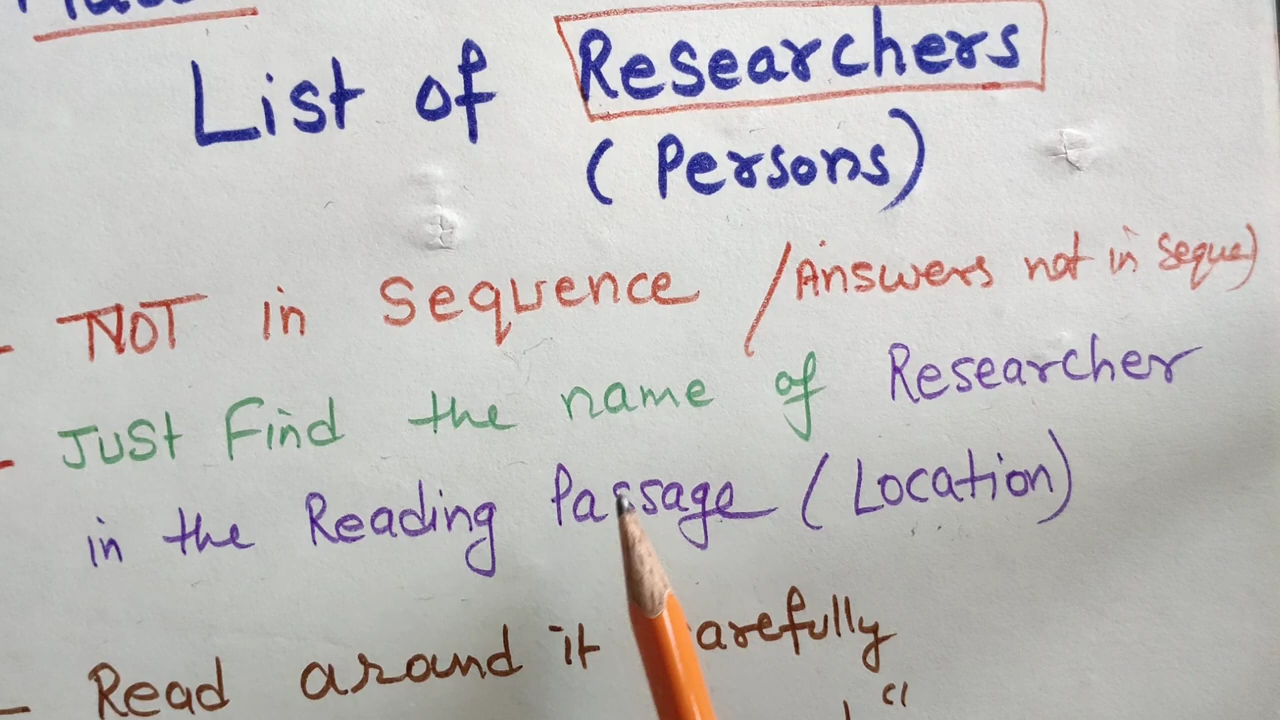 List of Researchers
(Persons)
- NOT in Sequence / Answers not in Seque)
- Just Find the name of Researcher
in the Reading Passage (Location)
- Read around it carefully